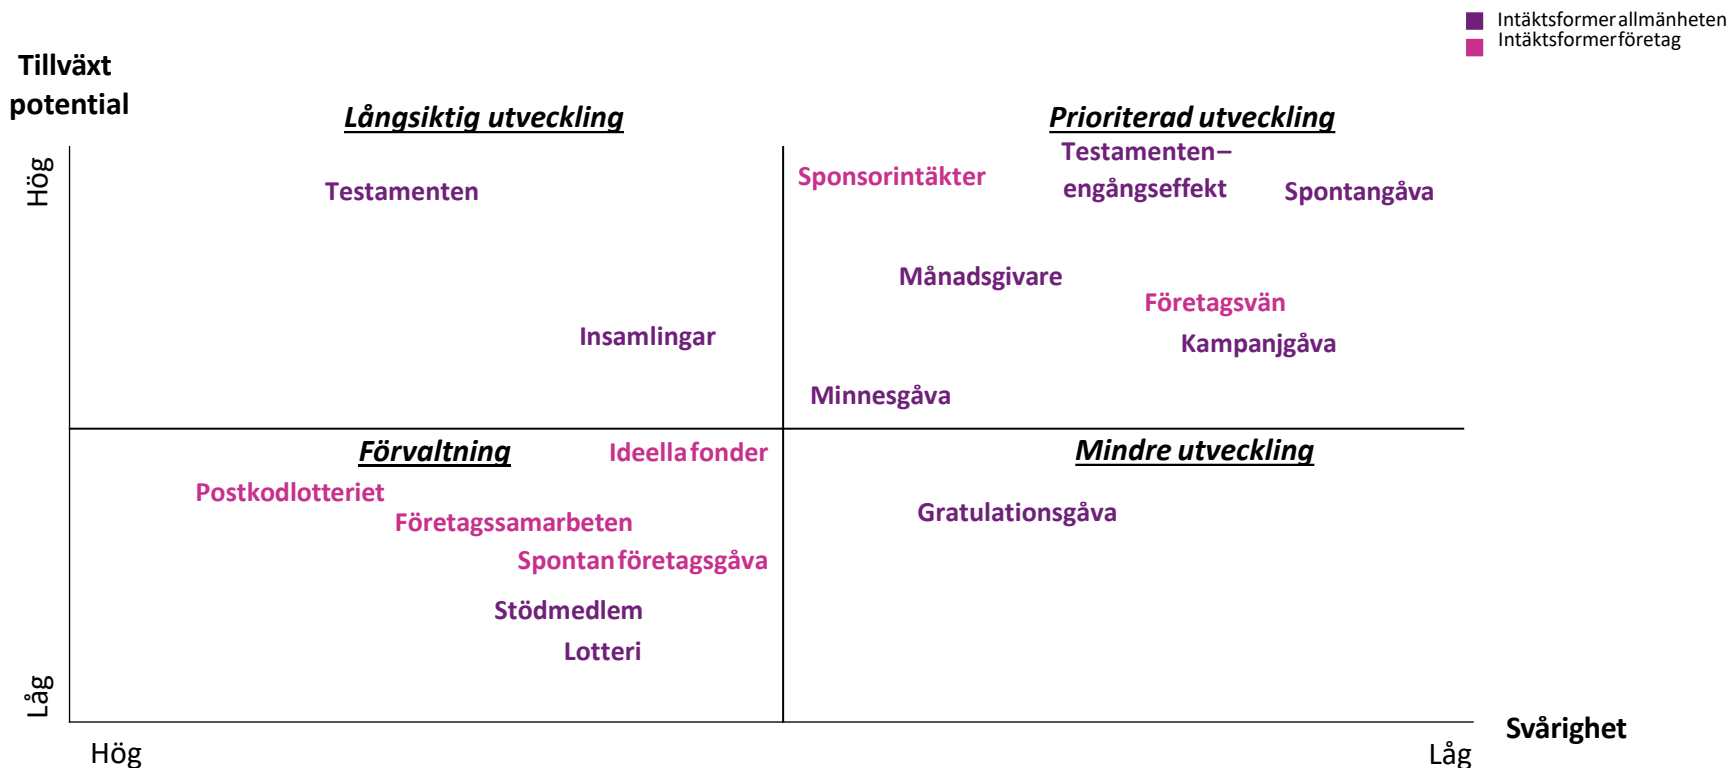 Intäktsformer allmänheten
Intäktsformer företag
Tillväxt
potential
Långsiktig utveckling
Prioriterad utveckling
Hög
Testamenten
Sponsorintäkter
Testamenten –
engångseffekt
Spontangåva
Månadsgivare
Företagsvän
Insamlingar
Kampanjgåva
Minnesgåva
Förvaltning
Ideella fonder
Mindre utveckling
Postkodlotteriet
Företagssamarbeten
Gratulationsgåva
Spontan företagsgåva
Stödmedlem
Lotteri
Låg
Svårighet
Hög
Låg